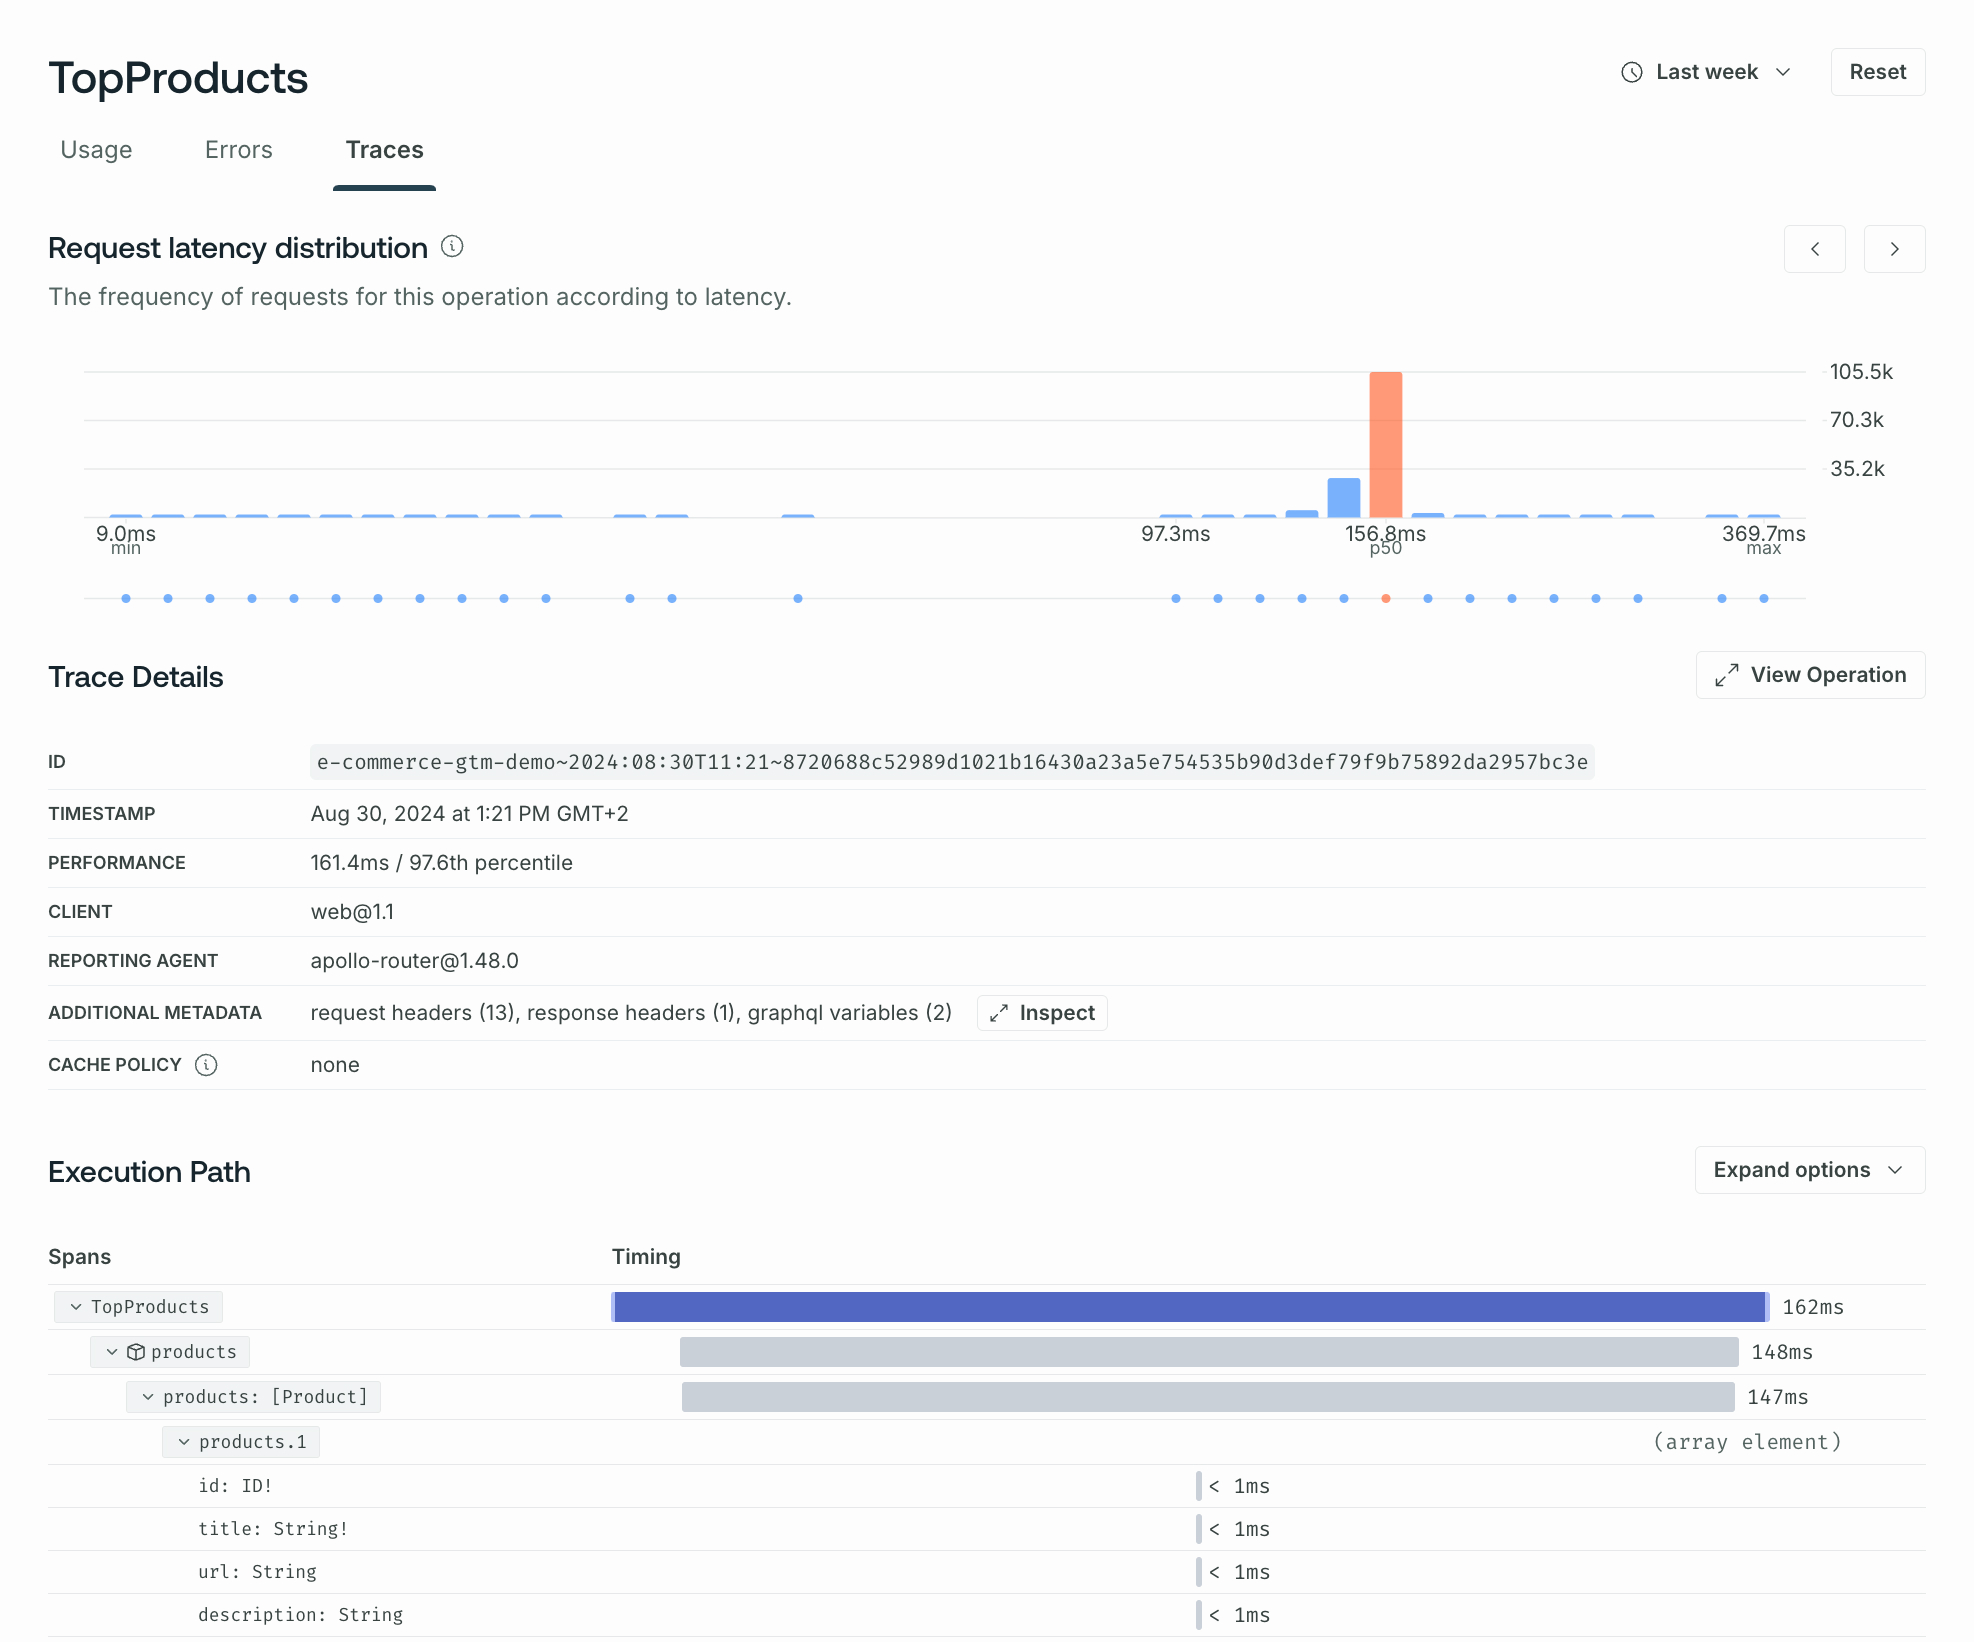 TopProducts
Last week
Reset
Usage
Errors
Traces
Request latency distribution
The frequency of requests for this operation according to latency.
105.5k
70.3k
35.2k
9.0ms
min
97.3ms
156.8ms
p50
369.7ms
max
Trace Details
View Operation
ID
e-commerce-gtm-demo~2024:08:30T11:21~8720688c52989d1021b16430a23a5e754535b90d3def79f9b75892da2957bc3e
TIMESTAMP
Aug 30, 2024 at 1:21 PM GMT+2
PERFORMANCE
161.4ms / 97.6th percentile
CLIENT
web@1.1
REPORTING AGENT
apollo-router@1.48.0
ADDITIONAL METADATA
request headers (13), response headers (1), graphql variables (2)
Inspect
CACHE POLICY
none
Execution Path
Expand options
Spans
Timing
TopProducts
162ms
products
148ms
products: [Product]
147ms
products.1
(array element)
id: ID!
< 1ms
title: String!
< 1ms
url: String
< 1ms
description: String
< 1ms